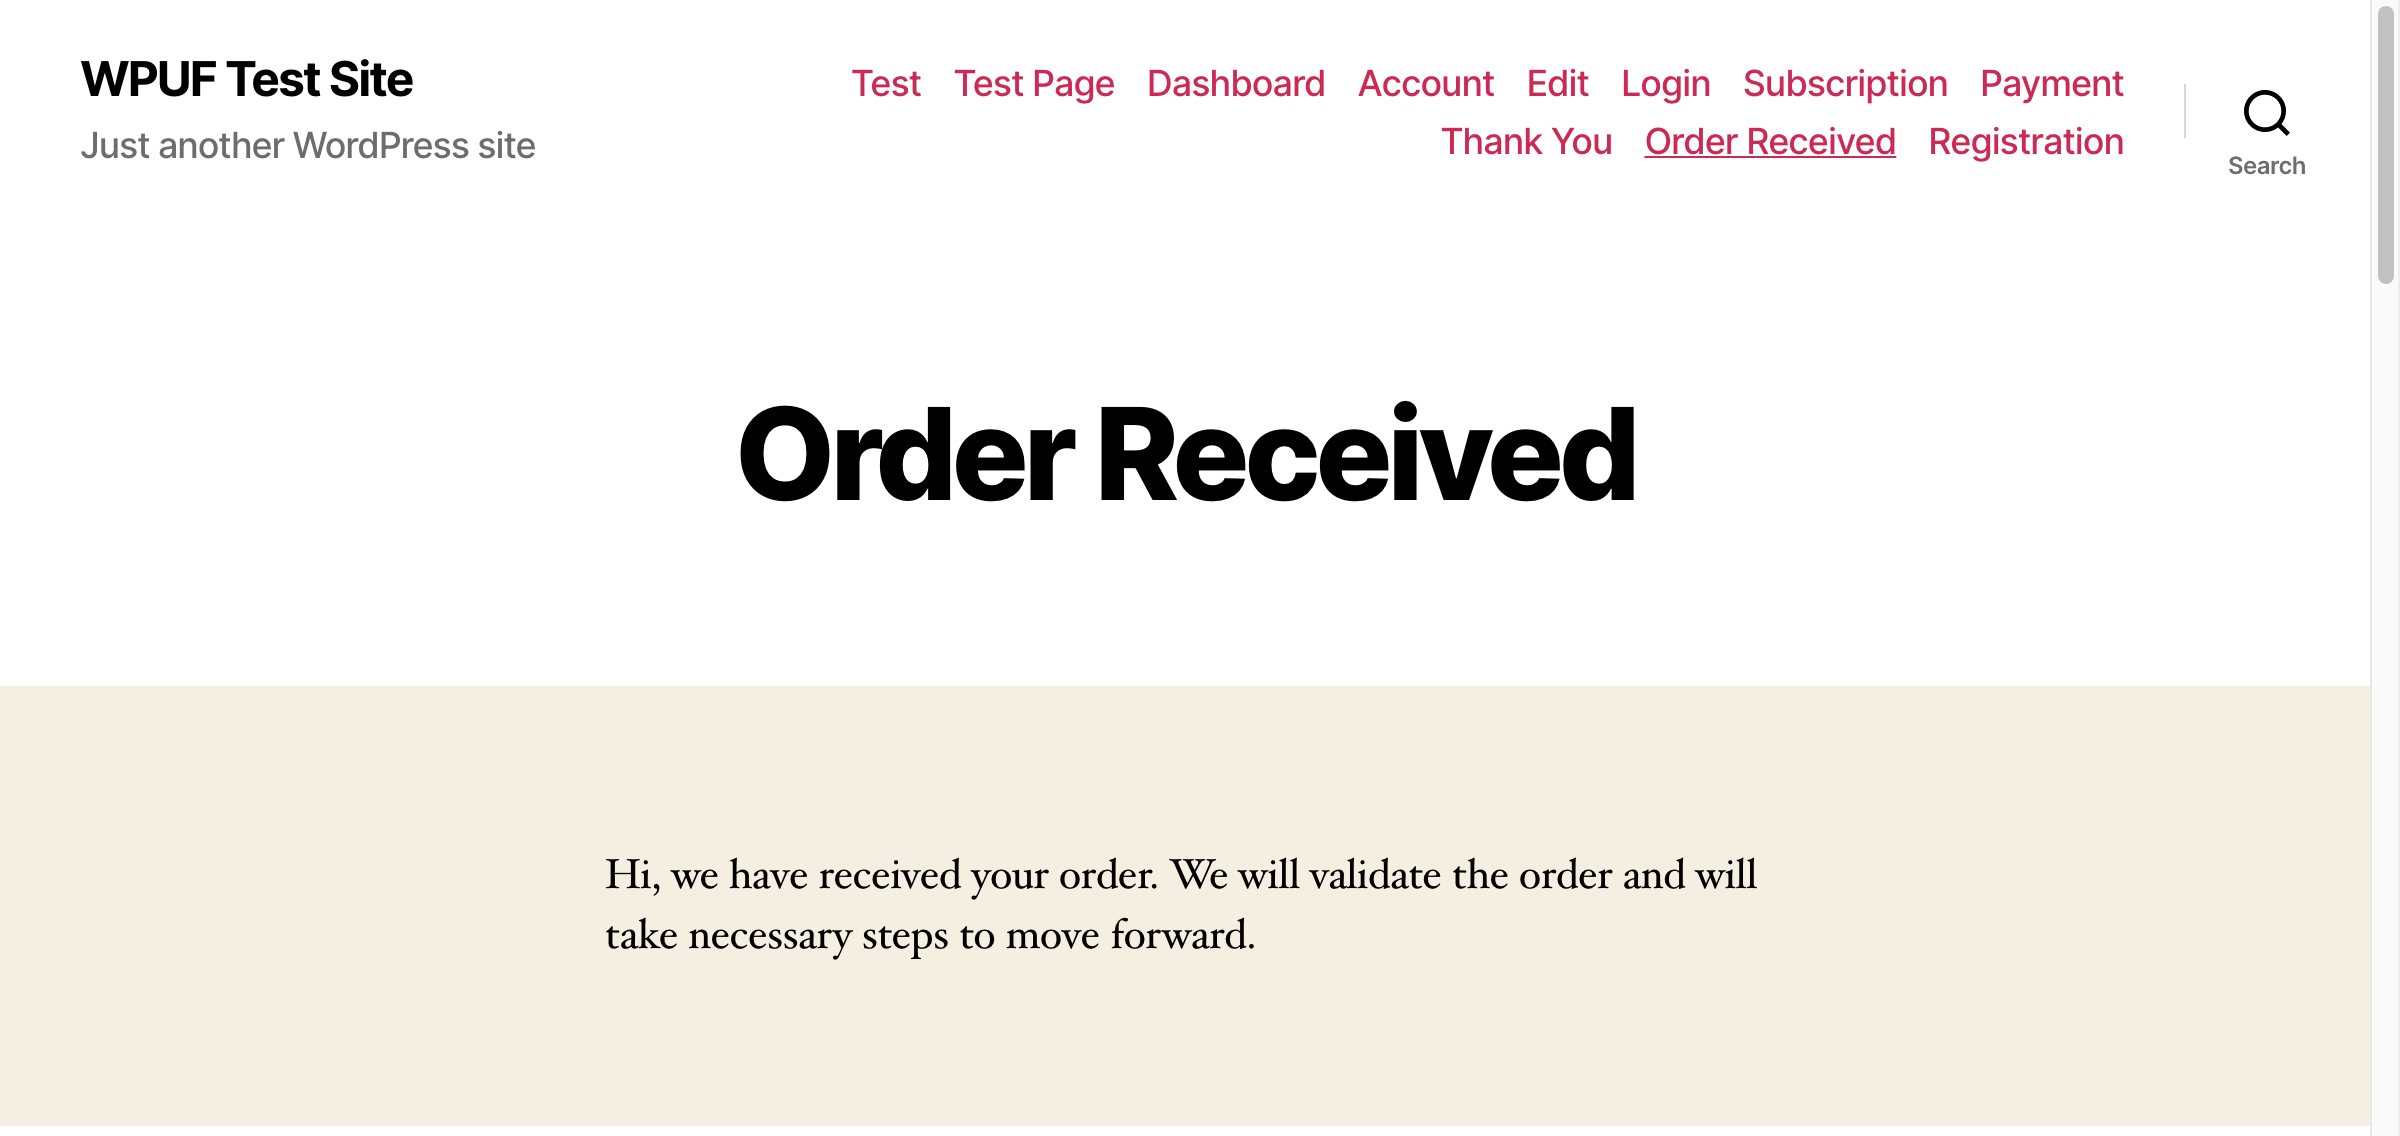 WPUF Test Site
Just another WordPress site
Test Test Page Dashboard Account Edit Login Subscription Payment
Thank You Order Received Registration
Search
Order Received
Hi, we have received your order. We will validate the order and will
take necessary steps to move forward.